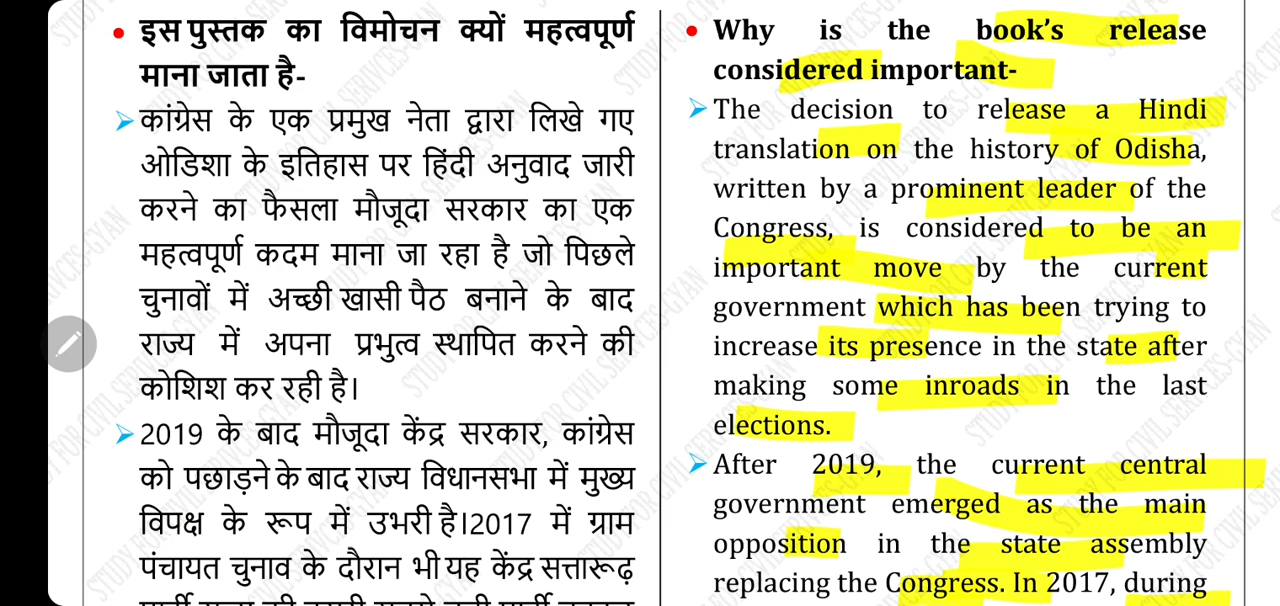 इस पुस्तक का विमोचन क्यों महत्वपूर्ण
माना जाता है-
कांग्रेस के एक प्रमुख नेता द्वारा लिखे गए
ओडिशा के इतिहास पर हिंदी अनुवाद जारी
करने का फैसला मौजूदा सरकार का एक
महत्वपूर्ण कदम माना जा रहा है जो पिछले
चुनावों में अच्छी खासी पैठ बनाने के बाद
राज्य में अपना प्रभुत्व स्थापित करने की
कोशिश कर रही है।
2019 के बाद मौजूदा केंद्र सरकार, कांग्रेस
को पछाड़ने के बाद राज्य विधानसभा में मुख्य
विपक्ष के रूप में उभरी है।2017 में ग्राम
पंचायत चुनाव के दौरान भी यह केंद्र सत्तारूढ़
Why is the book's release
considered important-
The decision to release a Hindi
translation on the history of Odisha,
written by a prominent leader of the
Congress, is considered to be an
important move by the current
government which has been trying to
increase its presence in the state after
making some inroads in the last
elections.
After 2019, the current central
government emerged as the main
opposition in the state assembly
replacing the Congress. In 2017, during